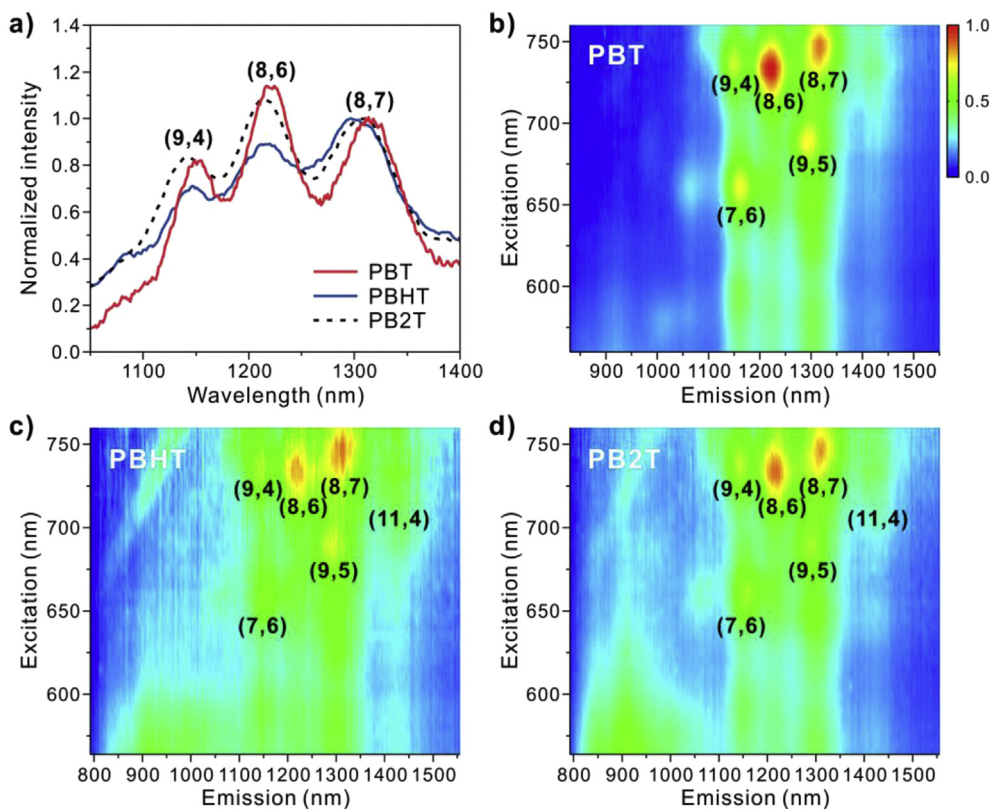 a)
1.4
1.2
1.0
0.8
0.6
0.4
0.2
0.0
Normalized intensity
(9,4)
(8,6)
(8,7)
PBT
PBHT
PB2T
1100
1200
1300
1400
Wavelength (nm)
b)
PBT
750
700
650
600
Excitation (nm)
(9,4)
(8,6)
(8,7)
(9,5)
(7,6)
1.0
0.0
900 1000 1100 1200 1300 1400 1500
Emission (nm)
c)
PBHT
750
700
650
600
Excitation (nm)
(9,4)
(8,6)
(8,7)
(11,4)
(9,5)
(7,6)
800 900 1000 1100 1200 1300 1400 1500
Emission (nm)
d)
PB2T
750
700
650
600
Excitation (nm)
(9,4)
(8,6)
(8,7)
(11,4)
(9,5)
(7,6)
800 900 1000 1100 1200 1300 1400 1500
Emission (nm)